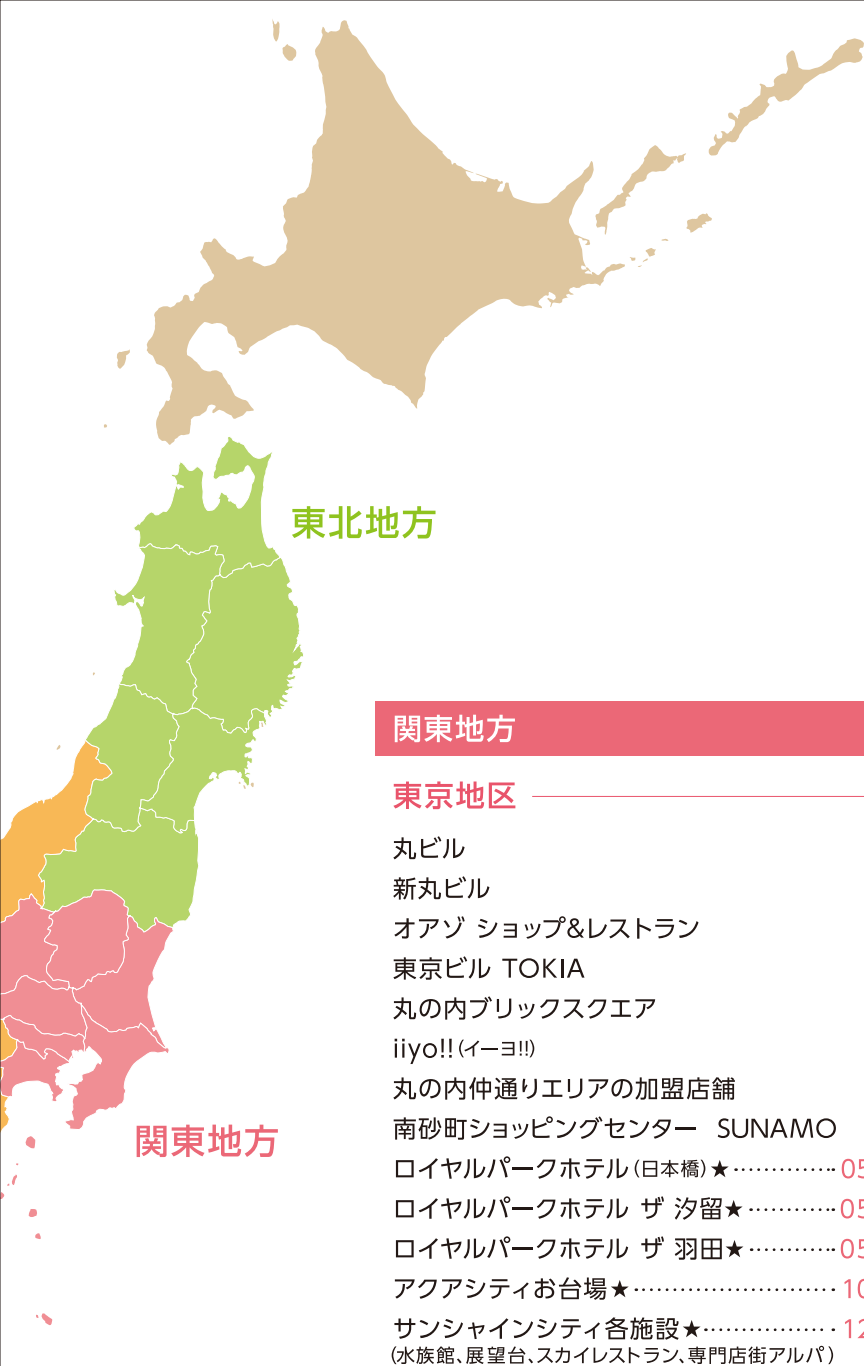 東北地方
関東地方
関東地方
東京地区
丸ビル
新丸ビル
オアゾ ショップ&レストラン
東京ビル TOKIA
丸の内ブリックスクエア
iiyo!!(イーヨ!!)
丸の内仲通りエリアの加盟店舗
南砂町ショッピングセンター SUNAMO
ロイヤルパークホテル(日本橋)★…………05
ロイヤルパークホテル ザ 汐留★…………05
ロイヤルパークホテル ザ 羽田★…………05
アクアシティお台場★……………………10
サンシャインシティ各施設★……………12
(水族館、展望台、スカイレストラン、専門店街アルパ)